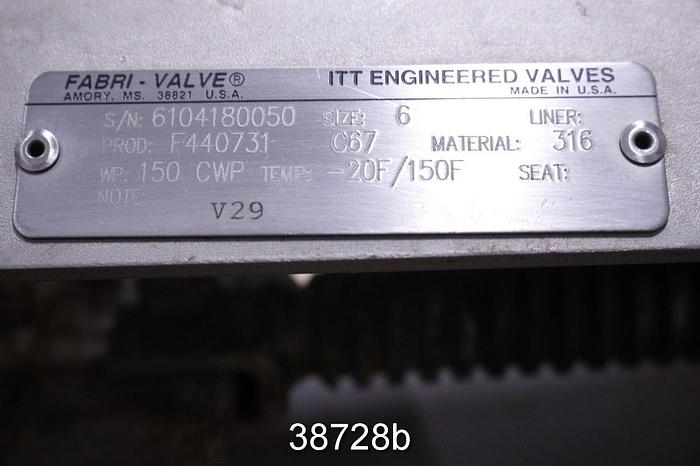 FABRI - VALVE® ITT ENGINEERED VALVES
AMORY, MS. 38821 U.S.A. MADE IN U.S.A.
S/N: 6104180050 SIZE: 6 LINER:
PROD: F440731 C67 MATERIAL: 316
WP: 150 CWP TEMP: -20F/150F SEAT:
NOTE:
V29
38728b